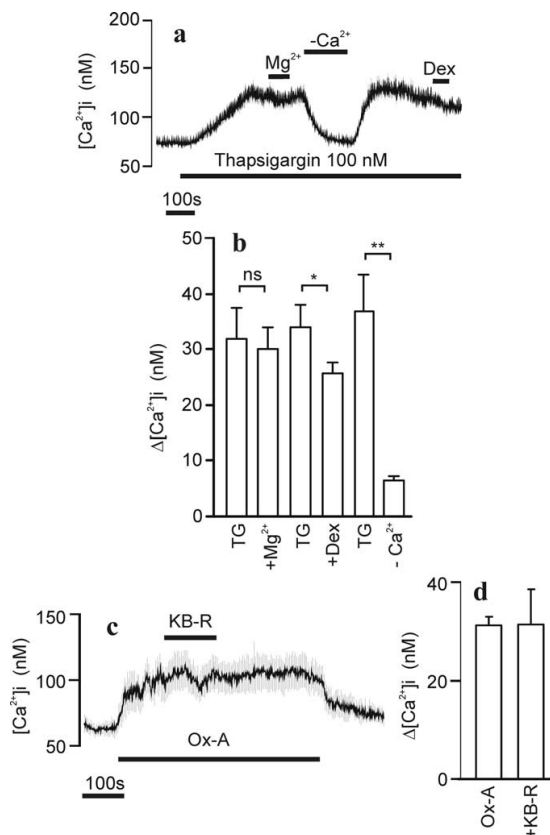 a
-Ca²⁺
Mg²⁺
Dex
200
150
100
50
[Ca²⁺]i (nM)
Thapsigargin 100 nM
100s
b
50
40
30
20
10
0
Δ[Ca²⁺]i (nM)
ns
*
**
TG
+Mg²⁺
TG
+Dex
TG
- Ca²⁺
c
KB-R
150
100
50
[Ca²⁺]i (nM)
Ox-A
100s
d
40
20
0
Δ[Ca²⁺]i (nM)
Ox-A
+KB-R